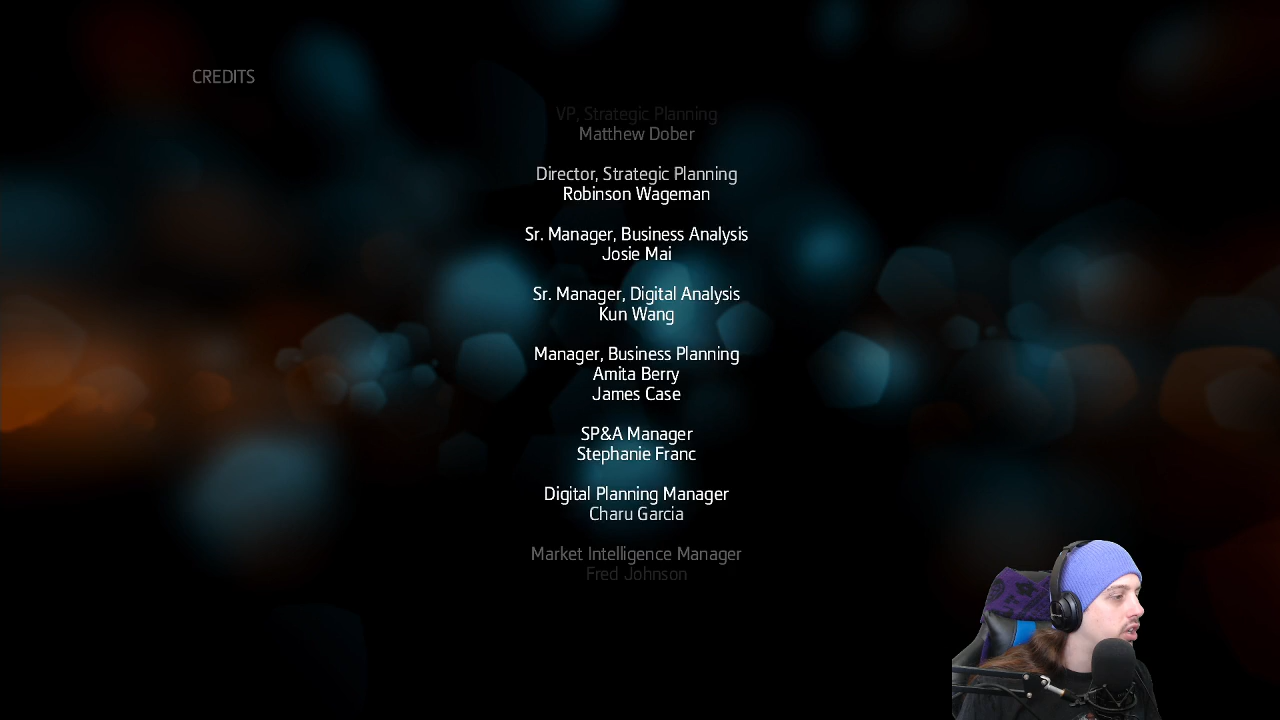 CREDITS
VP, Strategic Planning
Matthew Dober
Director, Strategic Planning
Robinson Wageman
Sr. Manager, Business Analysis
Josie Mai
Sr. Manager, Digital Analysis
Kun Wang
Manager, Business Planning
Amita Berry
James Case
SP&A Manager
Stephanie Franc
Digital Planning Manager
Charu Garcia
Market Intelligence Manager
Fred Johnson